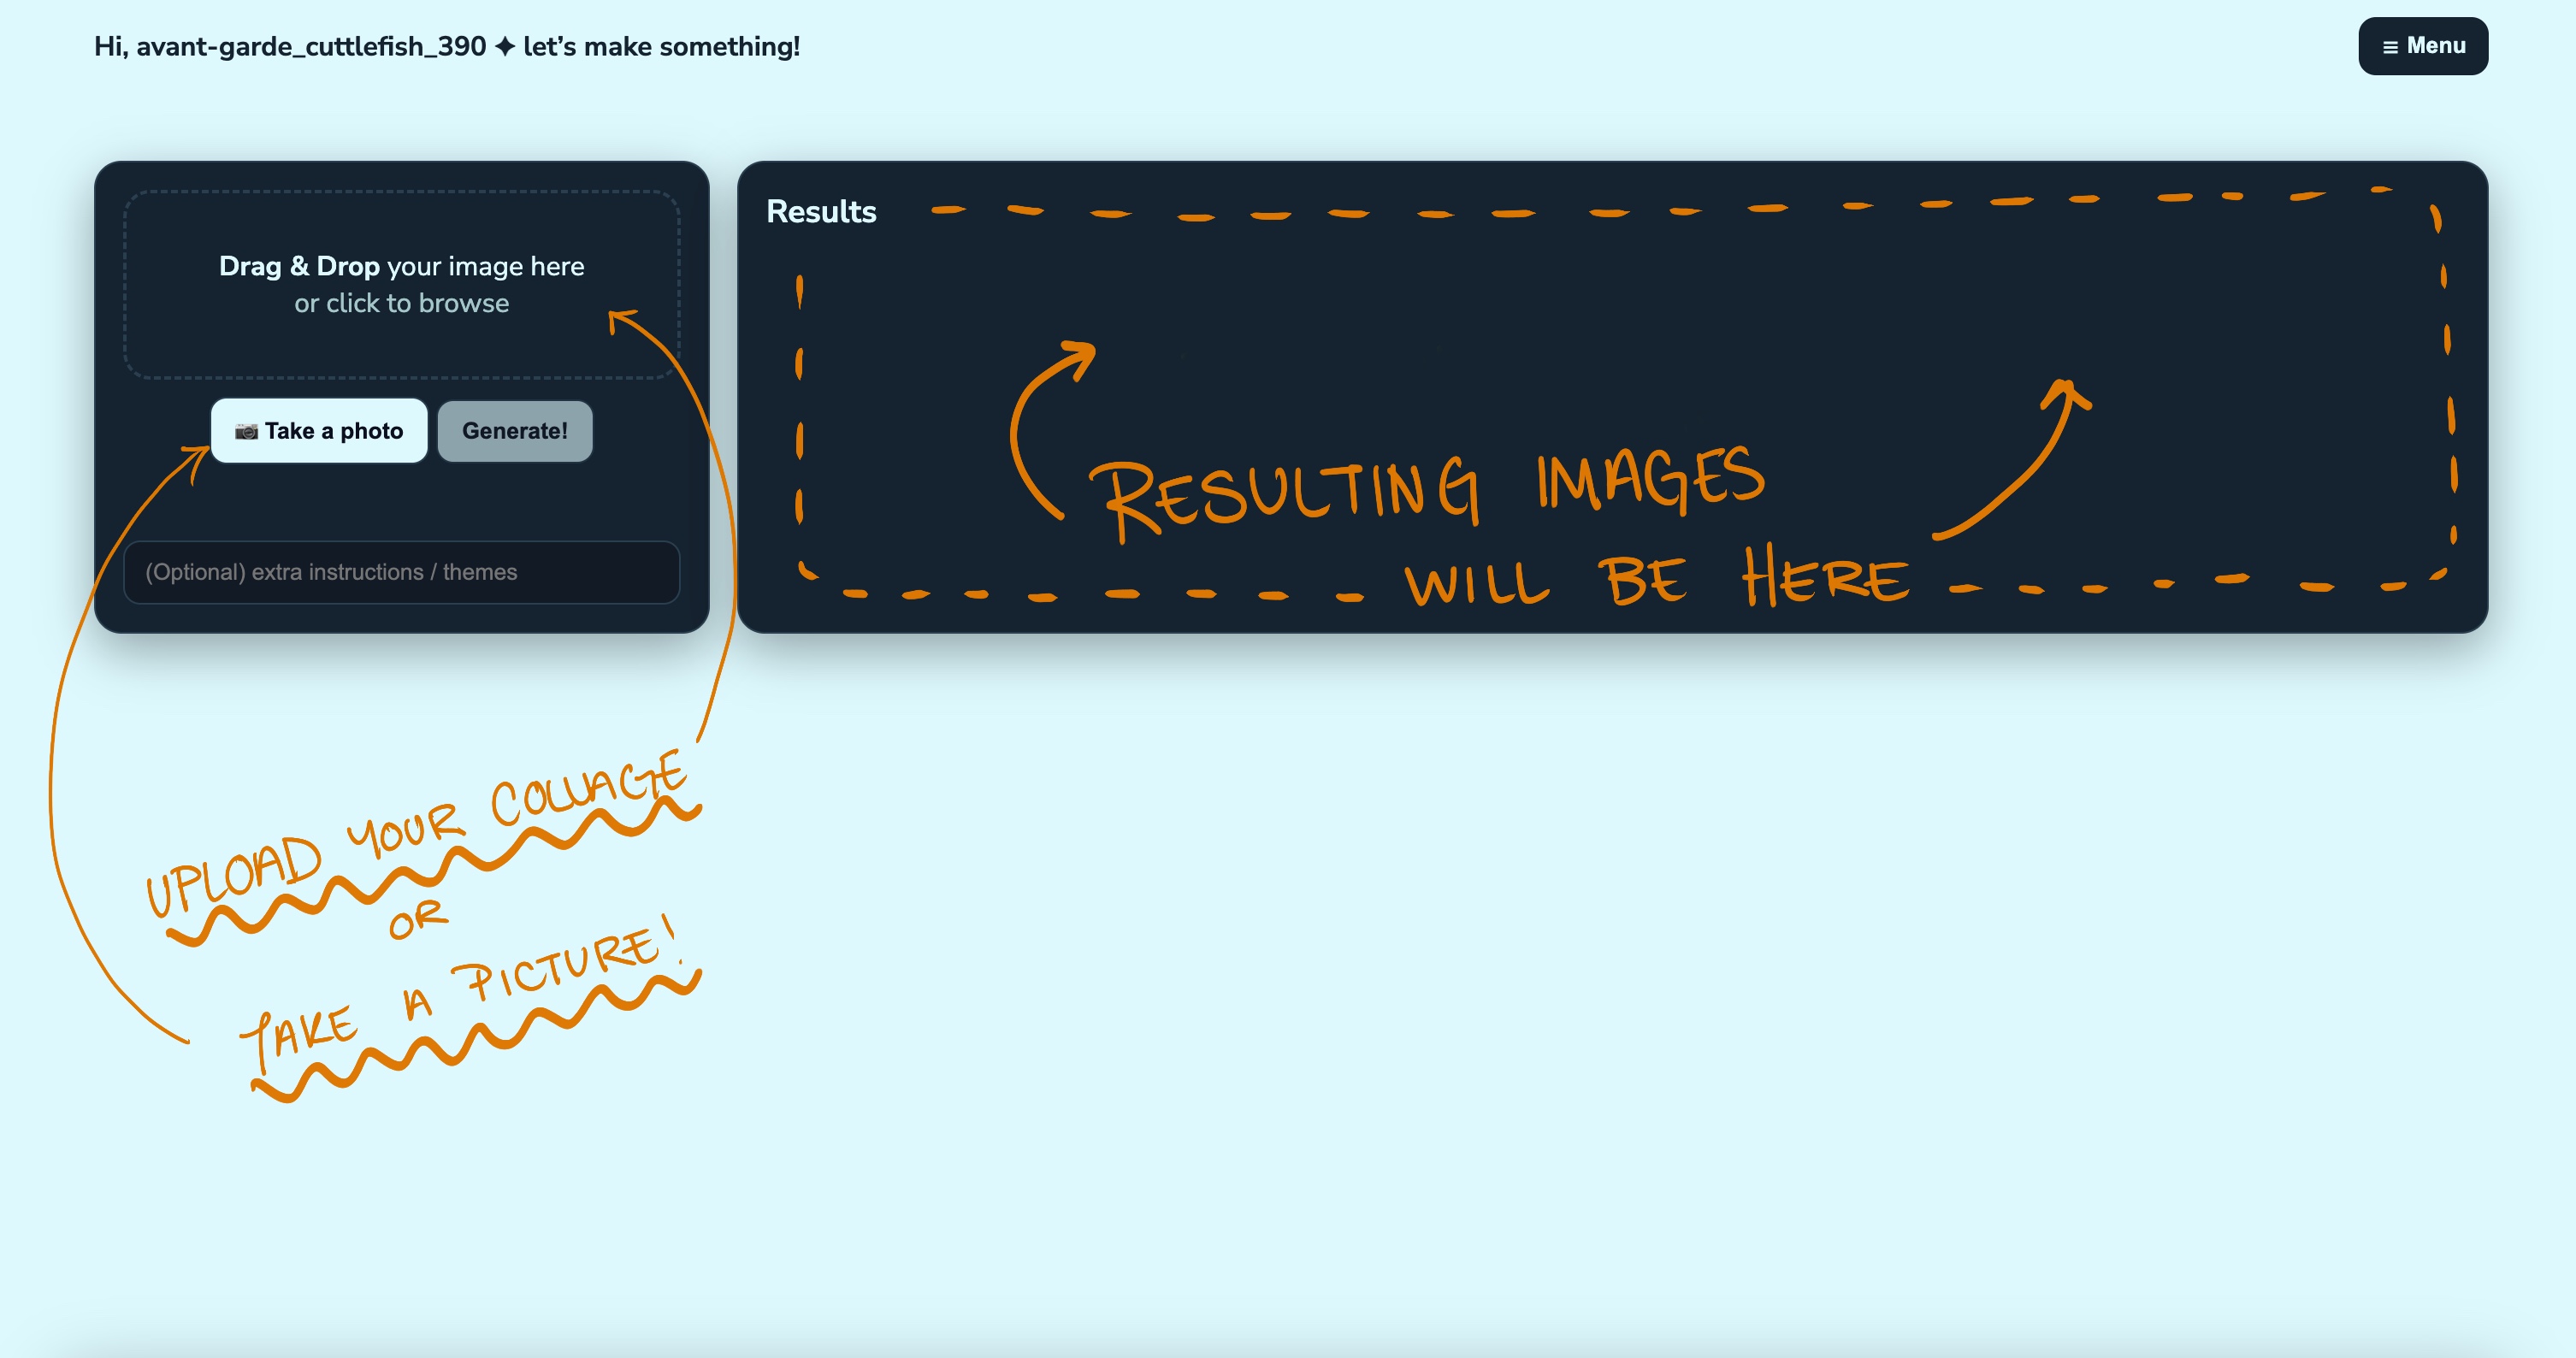 Hi, avant-garde_cuttlefish_390 ✦ let's make something!
≡ Menu
Drag & Drop your image here
or click to browse
📷 Take a photo
Generate!
(Optional) extra instructions / themes
Results
RESULTING IMAGES
WILL BE HERE
UPLOAD YOUR COLLAGE
OR
TAKE A PICTURE!